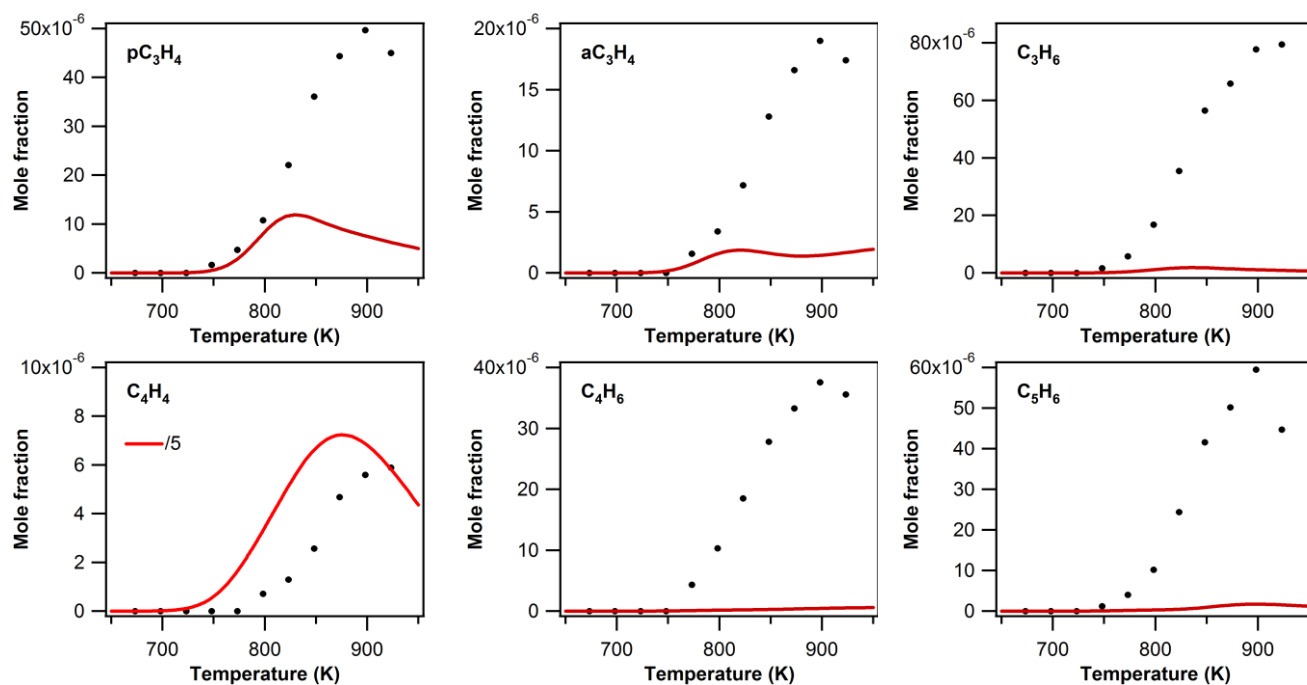 50x10⁻⁶
pC₃H₄
40
30
20
10
0
Mole fraction
700 800 900
Temperature (K)
20x10⁻⁶
aC₃H₄
15
10
5
0
Mole fraction
700 800 900
Temperature (K)
80x10⁻⁶
C₃H₆
60
40
20
0
Mole fraction
700 800 900
Temperature (K)
10x10⁻⁶
C₄H₄
8
/5
6
4
2
0
Mole fraction
700 800 900
Temperature (K)
40x10⁻⁶
C₄H₆
30
20
10
0
Mole fraction
700 800 900
Temperature (K)
60x10⁻⁶
C₅H₆
50
40
30
20
10
0
Mole fraction
700 800 900
Temperature (K)